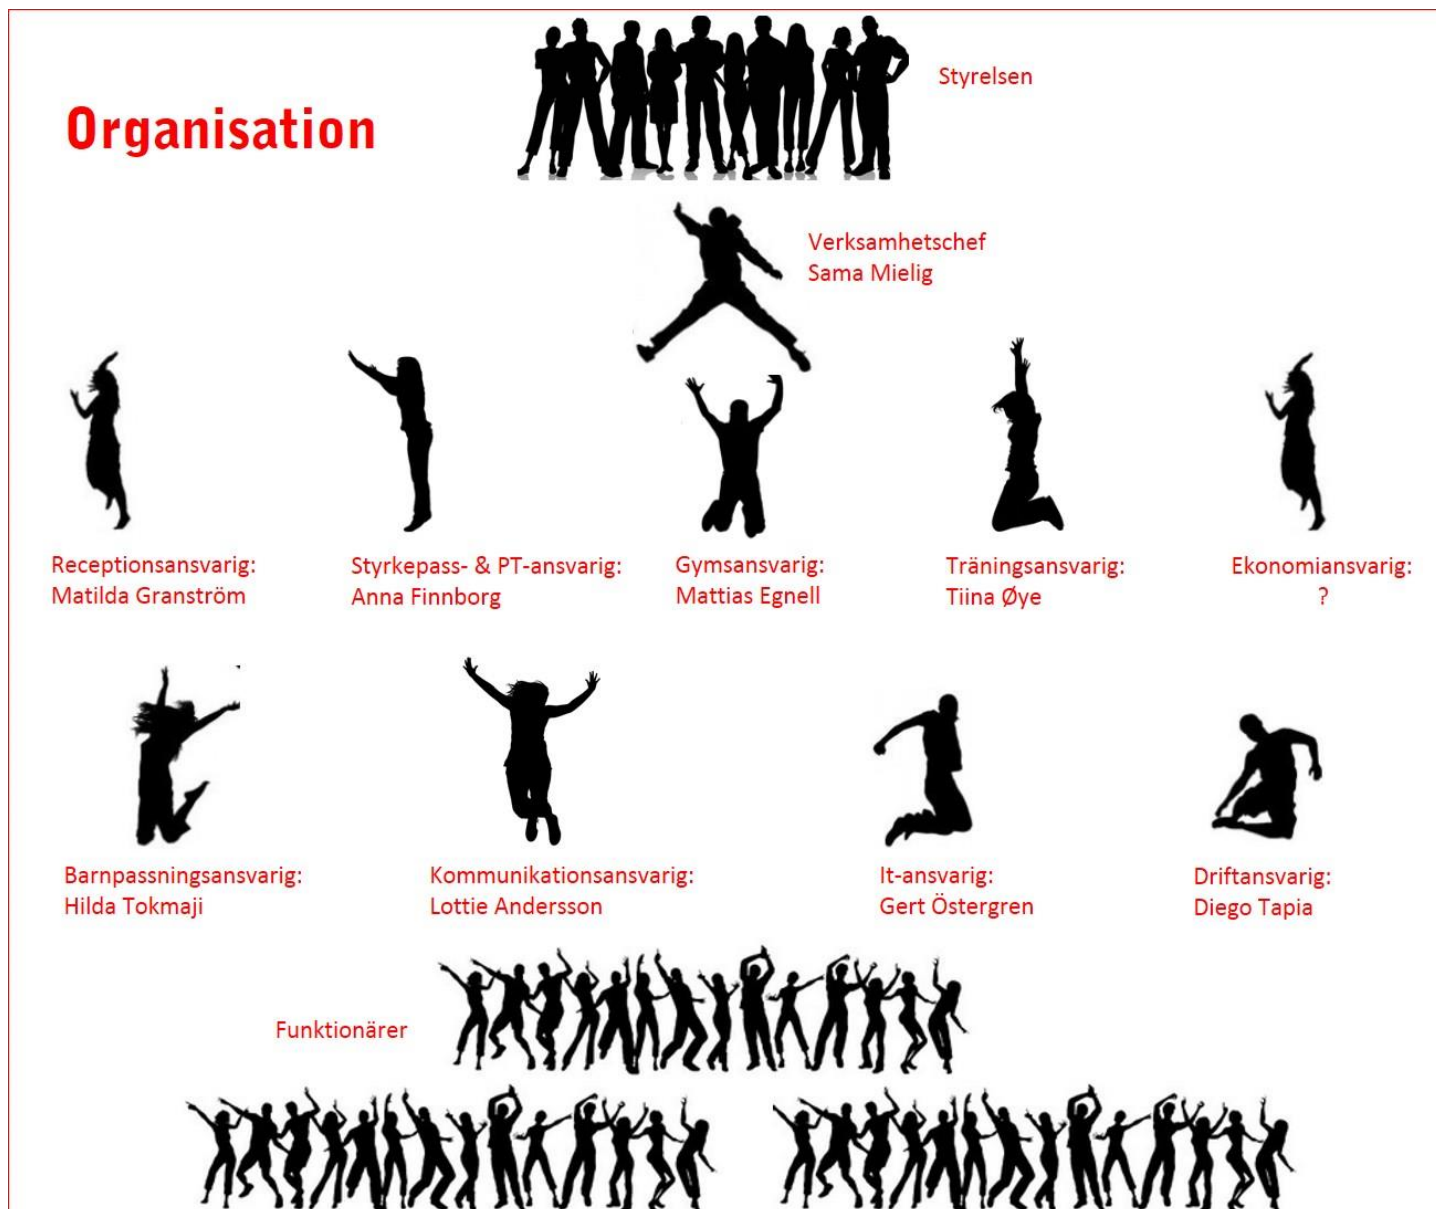 Styrelsen
Organisation
Verksamhetschef
Sama Mielig
Receptionsansvarig:
Matilda Granström
Styrkepass- & PT-ansvarig:
Anna Finnborg
Gymsansvarig:
Mattias Egnell
Träningsansvarig:
Tiina Øye
Ekonomiansvarig:
?
Barnpassningsansvarig:
Hilda Tokmaji
Kommunikationsansvarig:
Lottie Andersson
It-ansvarig:
Gert Östergren
Driftansvarig:
Diego Tapia
Funktionärer